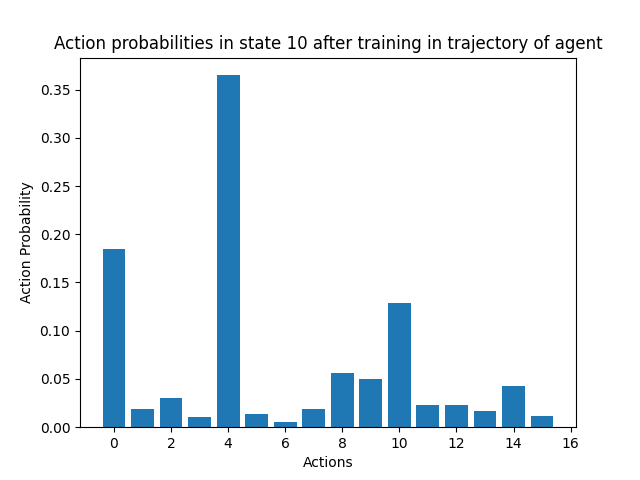 Action probabilities in state 10 after training in trajectory of agent
0.35
0.30
0.25
0.20
0.15
0.10
0.05
0.00
Action Probability
0 2 4 6 8 10 12 14 16
Actions